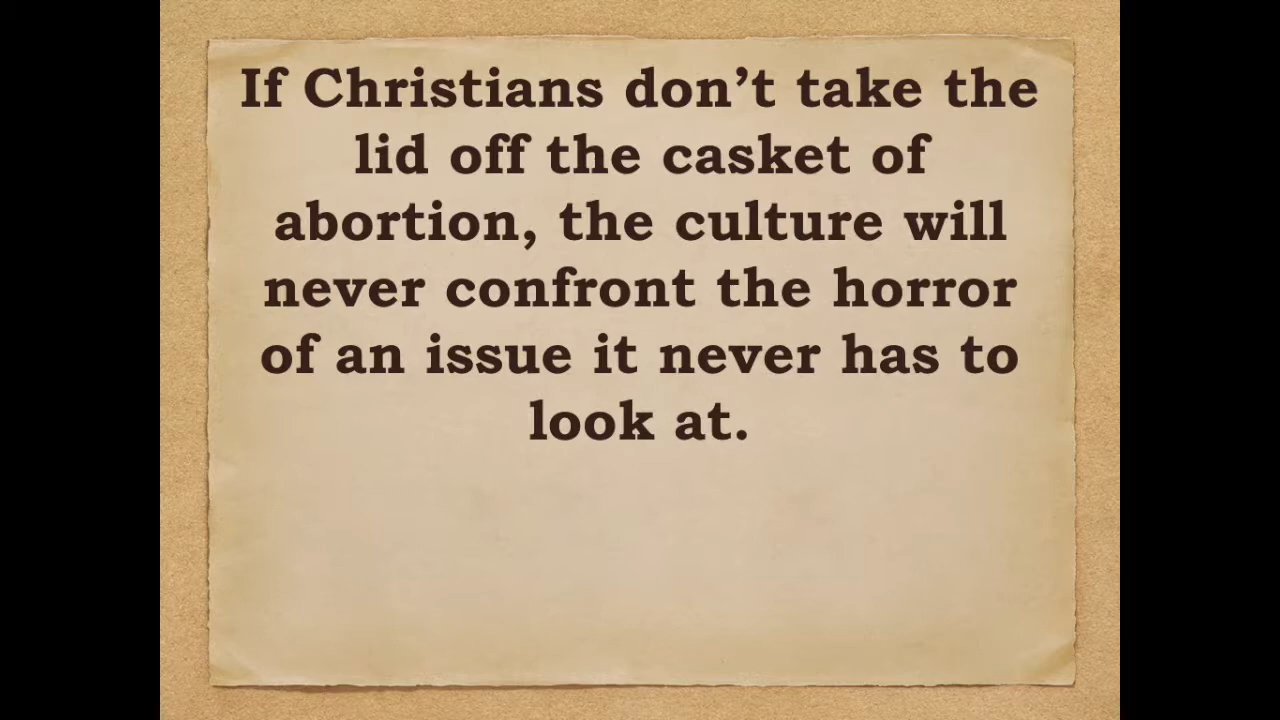 If Christians don’t take the
lid off the casket of
abortion, the culture will
never confront the horror
of an issue it never has to
look at.